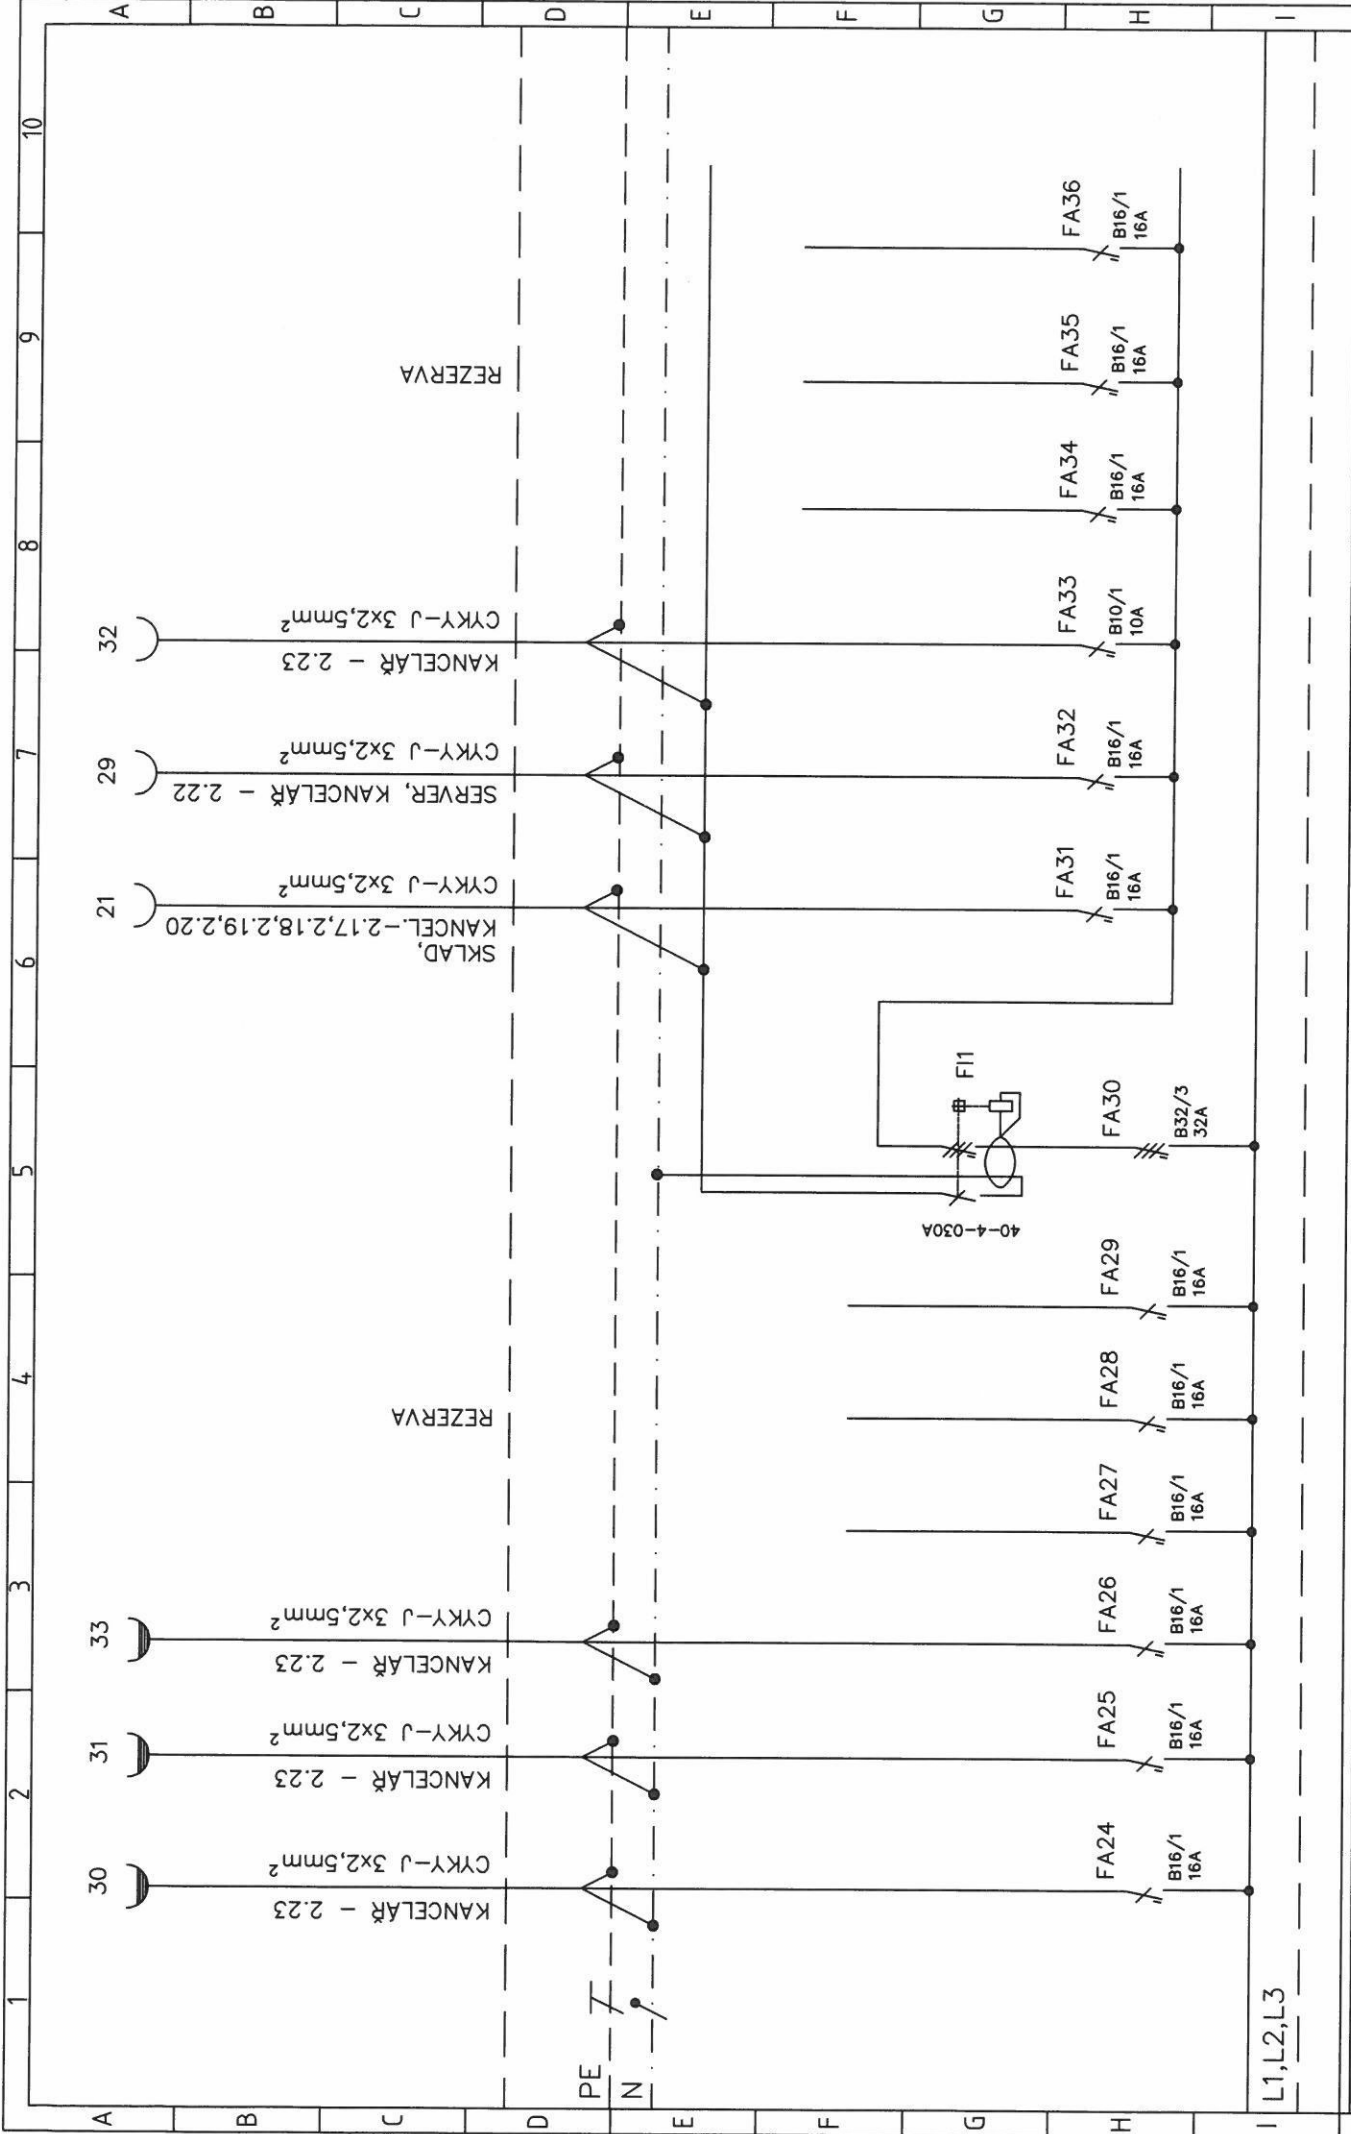 1 2 3 4 5 6 7 8 9 10
A
B
C
D
E
F
G
H
I
30
KANCELÁŘ – 2.23
CYKY–J 3x2,5mm²
31
KANCELÁŘ – 2.23
CYKY–J 3x2,5mm²
33
KANCELÁŘ – 2.23
CYKY–J 3x2,5mm²
REZERVA
21
SKLAD,
KANCEL.–2.17,2.18,2.19,2.20
CYKY–J 3x2,5mm²
29
SERVER, KANCELÁŘ – 2.22
CYKY–J 3x2,5mm²
32
KANCELÁŘ – 2.23
CYKY–J 3x2,5mm²
REZERVA
PE
N
40–4–030A
FI1
FA24
B16/1
16A
FA25
B16/1
16A
FA26
B16/1
16A
FA27
B16/1
16A
FA28
B16/1
16A
FA29
B16/1
16A
FA30
B32/3
32A
FA31
B16/1
16A
FA32
B16/1
16A
FA33
B10/1
10A
FA34
B16/1
16A
FA35
B16/1
16A
FA36
B16/1
16A
L1,L2,L3
A
B
C
D
E
F
G
H
I